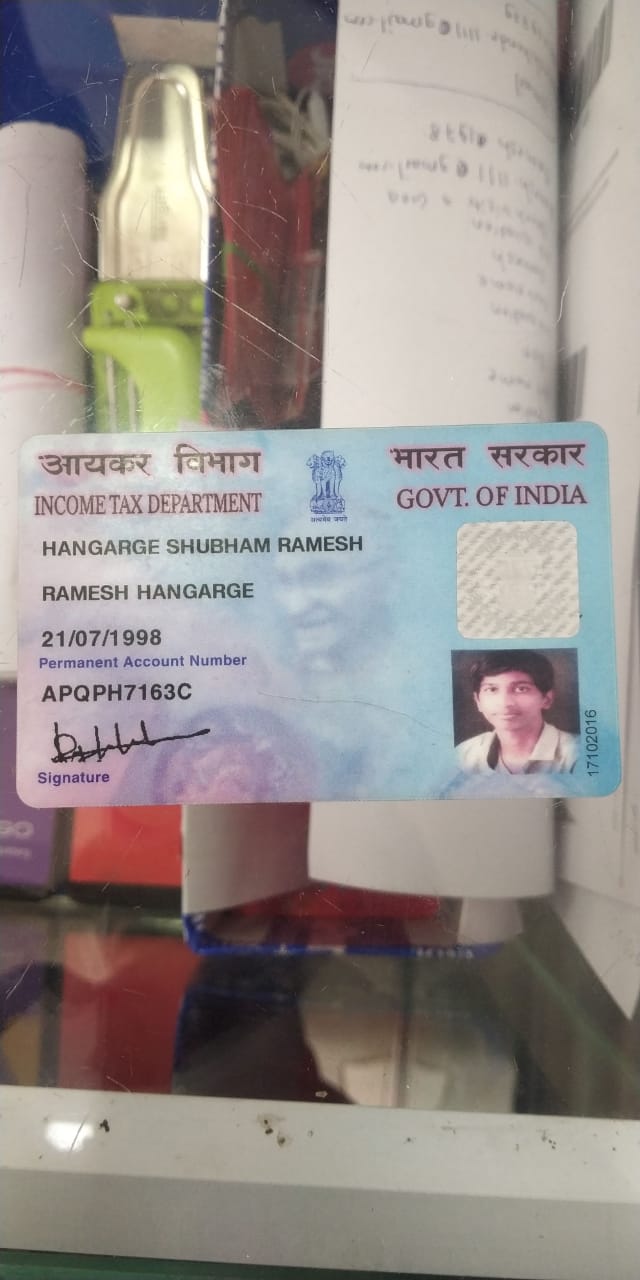 आयकर विभाग
INCOME TAX DEPARTMENT
सत्यमेव जयते
भारत सरकार
GOVT. OF INDIA
HANGARGE SHUBHAM RAMESH
RAMESH HANGARGE
21/07/1998
Permanent Account Number
APQPH7163C
Signature
17102016